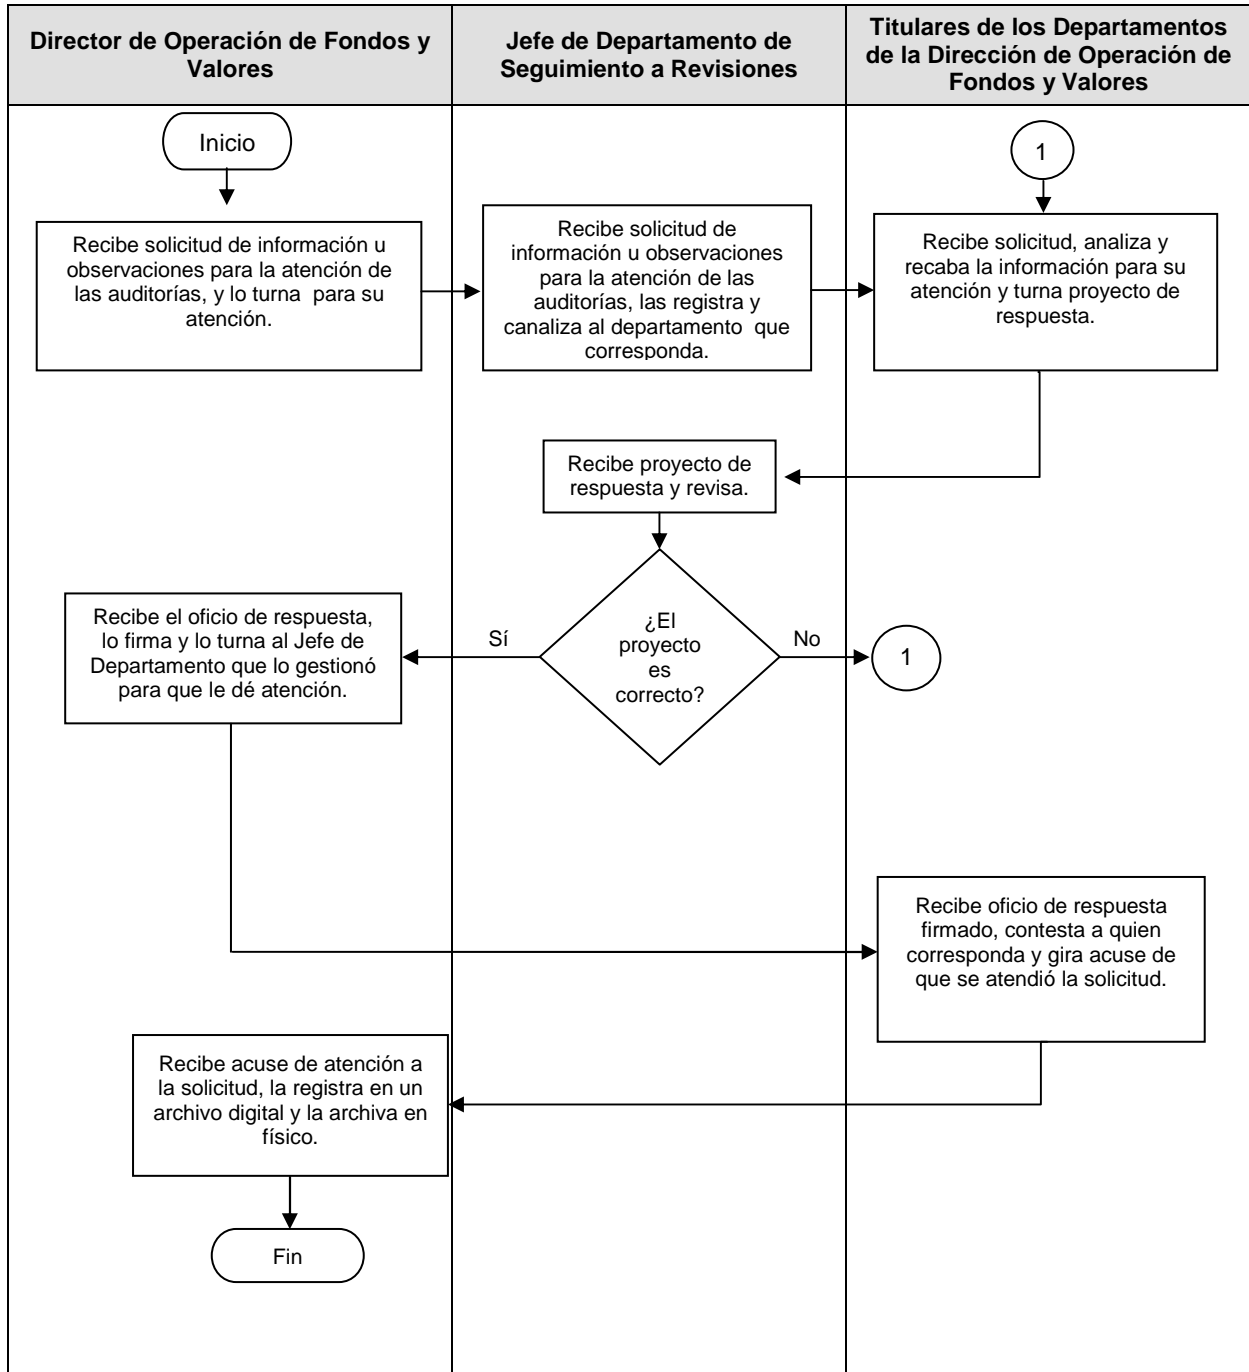 Director de Operación de Fondos y
Valores
Jefe de Departamento de
Seguimiento a Revisiones
Titulares de los Departamentos
de la Dirección de Operación de
Fondos y Valores
Inicio
1
Recibe solicitud de información u
observaciones para la atención de
las auditorías, y lo turna para su
atención.
Recibe solicitud de
información u observaciones
para la atención de las
auditorías, las registra y
canaliza al departamento que
corresponda.
Recibe solicitud, analiza y
recaba la información para su
atención y turna proyecto de
respuesta.
Recibe proyecto de
respuesta y revisa.
¿El
proyecto
es
correcto?
Sí
No
1
Recibe el oficio de respuesta,
lo firma y lo turna al Jefe de
Departamento que lo gestionó
para que le dé atención.
Recibe oficio de respuesta
firmado, contesta a quien
corresponda y gira acuse de
que se atendió la solicitud.
Recibe acuse de atención a
la solicitud, la registra en un
archivo digital y la archiva en
físico.
Fin